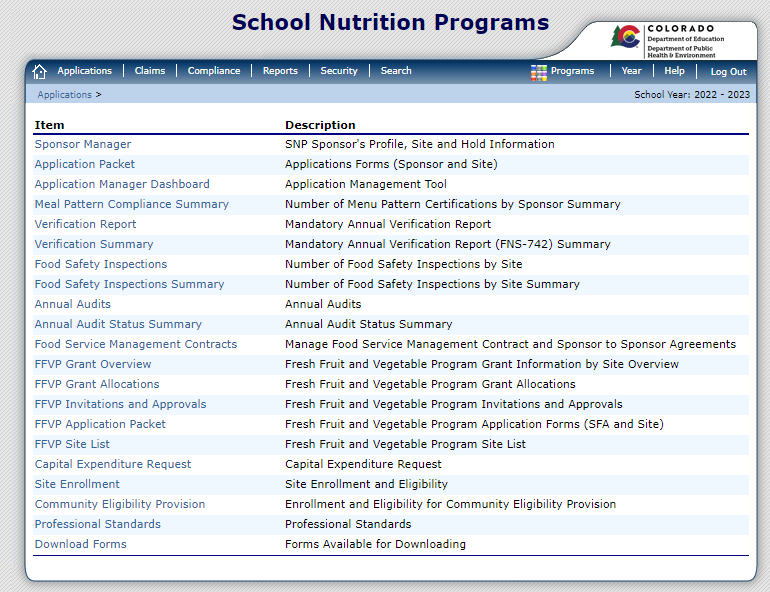 School Nutrition Programs
COLORADO
Department of Education
Department of Public
Health & Environment
Applications Claims Compliance Reports Security Search Programs Year Help Log Out
Applications > School Year: 2022 - 2023
Item Description
Sponsor Manager SNP Sponsor's Profile, Site and Hold Information
Application Packet Applications Forms (Sponsor and Site)
Application Manager Dashboard Application Management Tool
Meal Pattern Compliance Summary Number of Menu Pattern Certifications by Sponsor Summary
Verification Report Mandatory Annual Verification Report
Verification Summary Mandatory Annual Verification Report (FNS-742) Summary
Food Safety Inspections Number of Food Safety Inspections by Site
Food Safety Inspections Summary Number of Food Safety Inspections by Site Summary
Annual Audits Annual Audits
Annual Audit Status Summary Annual Audit Status Summary
Food Service Management Contracts Manage Food Service Management Contract and Sponsor to Sponsor Agreements
FFVP Grant Overview Fresh Fruit and Vegetable Program Grant Information by Site Overview
FFVP Grant Allocations Fresh Fruit and Vegetable Program Grant Allocations
FFVP Invitations and Approvals Fresh Fruit and Vegetable Program Invitations and Approvals
FFVP Application Packet Fresh Fruit and Vegetable Program Application Forms (SFA and Site)
FFVP Site List Fresh Fruit and Vegetable Program Site List
Capital Expenditure Request Capital Expenditure Request
Site Enrollment Site Enrollment and Eligibility
Community Eligibility Provision Enrollment and Eligibility for Community Eligibility Provision
Professional Standards Professional Standards
Download Forms Forms Available for Downloading